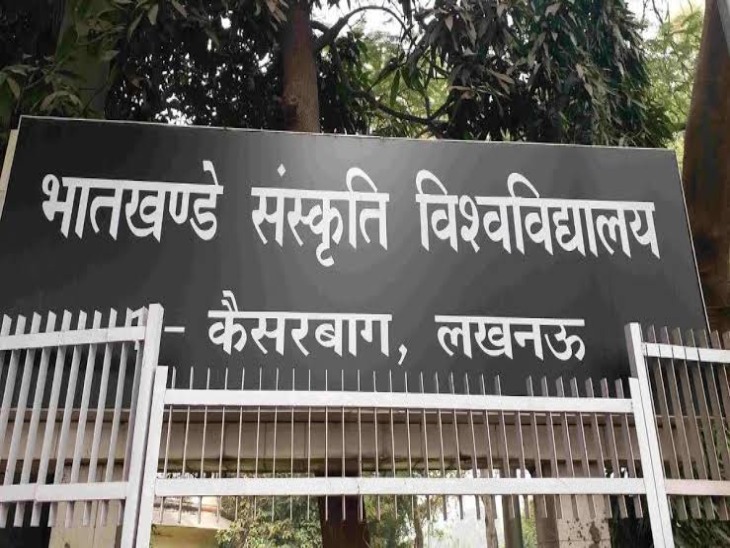 भातखण्डे संस्कृति विश्वविद्यालय
- कैसरबाग, लखनऊ